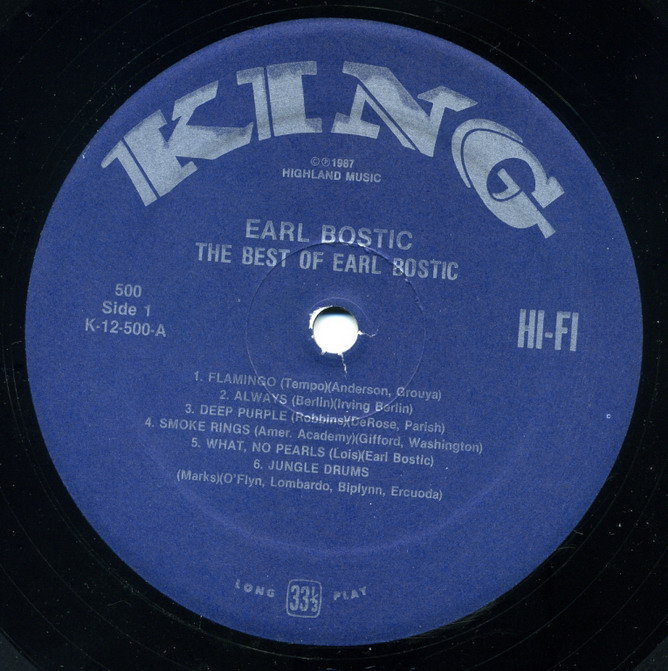 KING
©℗1987
HIGHLAND MUSIC
EARL BOSTIC
THE BEST OF EARL BOSTIC
500
Side 1
K-12-500-A
HI-FI
1. FLAMINGO (Tempo)(Anderson, Grouya)
2. ALWAYS (Berlin)(Irving Berlin)
3. DEEP PURPLE (Robbins)(DeRose, Parish)
4. SMOKE RINGS (Amer. Academy)(Gifford, Washington)
5. WHAT, NO PEARLS (Lois)(Earl Bostic)
6. JUNGLE DRUMS
(Marks)(O'Flyn, Lombardo, Biplynn, Ercuoda)
LONG 33⅓ PLAY